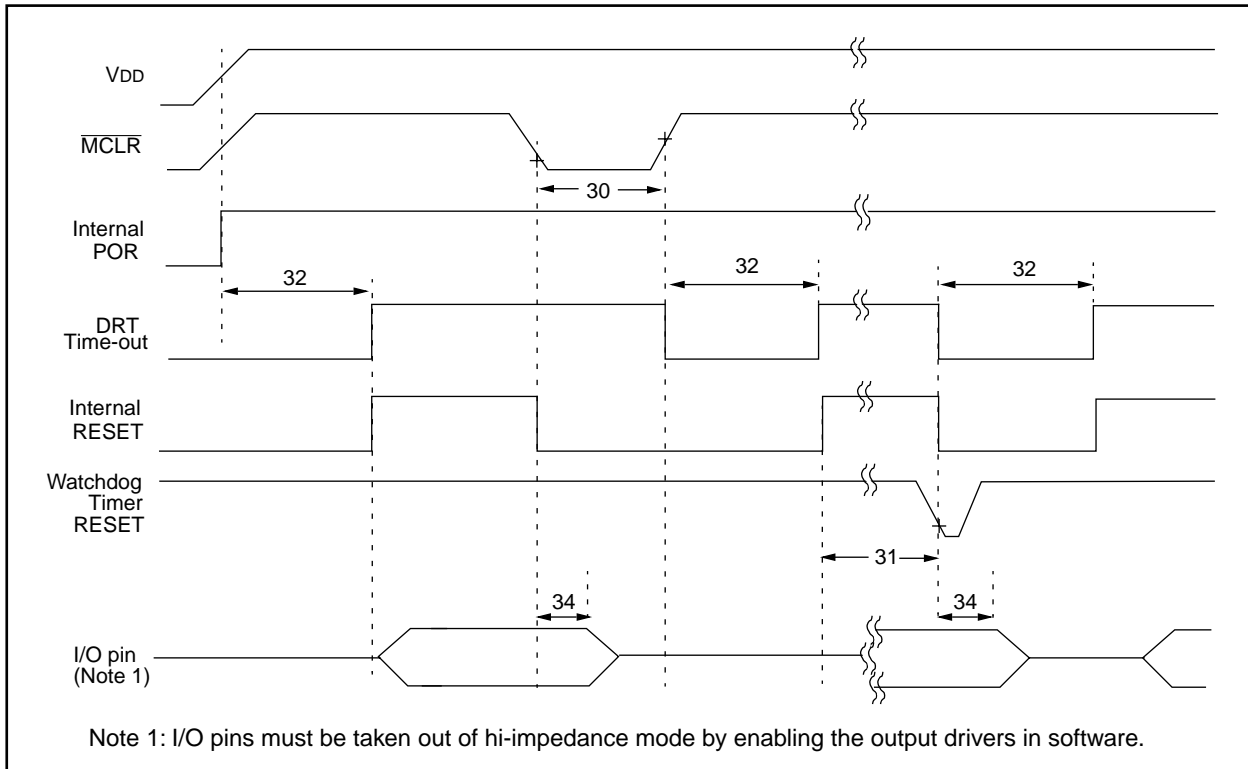 VDD
MCLR
30
Internal
POR
32
32
32
DRT
Time-out
Internal
RESET
Watchdog
Timer
RESET
31
34
34
I/O pin
(Note 1)
Note 1: I/O pins must be taken out of hi-impedance mode by enabling the output drivers in software.